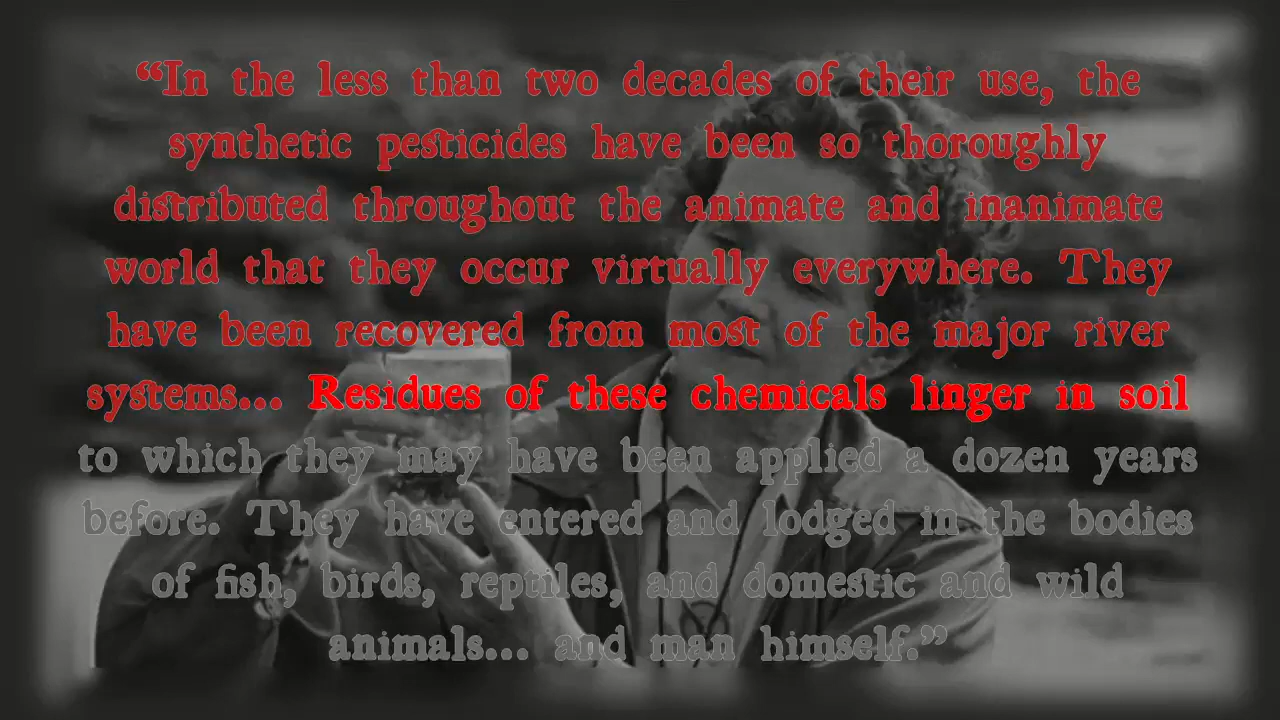 “In the less than two decades of their use, the
synthetic pesticides have been so thoroughly
distributed throughout the animate and inanimate
world that they occur virtually everywhere. They
have been recovered from most of the major river
systems... Residues of these chemicals linger in soil
to which they may have been applied a dozen years
before. They have entered and lodged in the bodies
of fish, birds, reptiles, and domestic and wild
animals... and man himself.”